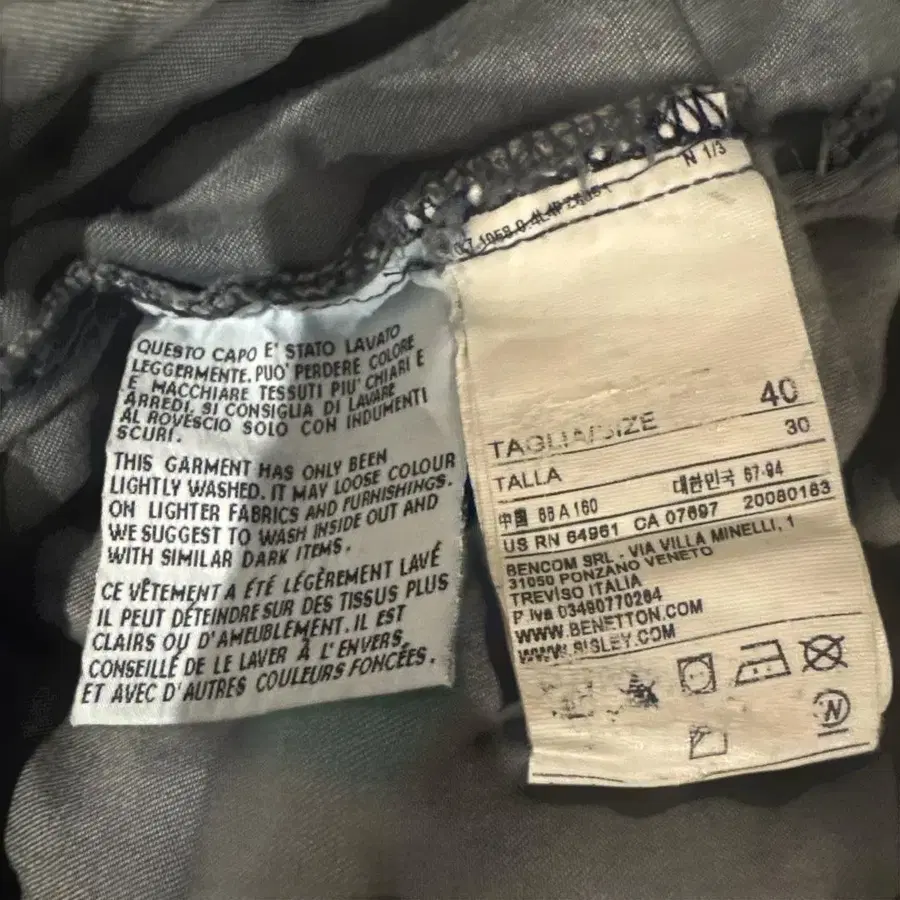 QUESTO CAPO E' STATO LAVATO
LEGGERMENTE. PUO' PERDERE COLORE
E MACCHIARE TESSUTI PIU' CHIARI E
ARREDI. SI CONSIGLIA DI LAVARE
AL ROVESCIO SOLO CON INDUMENTI
SCURI.
THIS GARMENT HAS ONLY BEEN
LIGHTLY WASHED. IT MAY LOOSE COLOUR
ON LIGHTER FABRICS AND FURNISHINGS.
WE SUGGEST TO WASH INSIDE OUT AND
WITH SIMILAR DARK ITEMS.
CE VÊTEMENT A ÉTÉ LÉGÈREMENT LAVÉ
IL PEUT DÉTEINDRE SUR DES TISSUS PLUS
CLAIRS OU D'AMEUBLEMENT. IL EST
CONSEILLÉ DE LE LAVER À L'ENVERS,
ET AVEC D'AUTRES COULEURS FONCÉES.
N 1/3
TAGLIA/SIZE 40
TALLA 30
中国 66 A 160 대한민국 67-94
US RN 64961 CA 07697 20080163
BENCOM SRL - VIA VILLA MINELLI, 1
31050 PONZANO VENETO
TREVISO ITALIA
P.Iva 03490770264
WWW.BENETTON.COM
WWW.SISLEY.COM
N